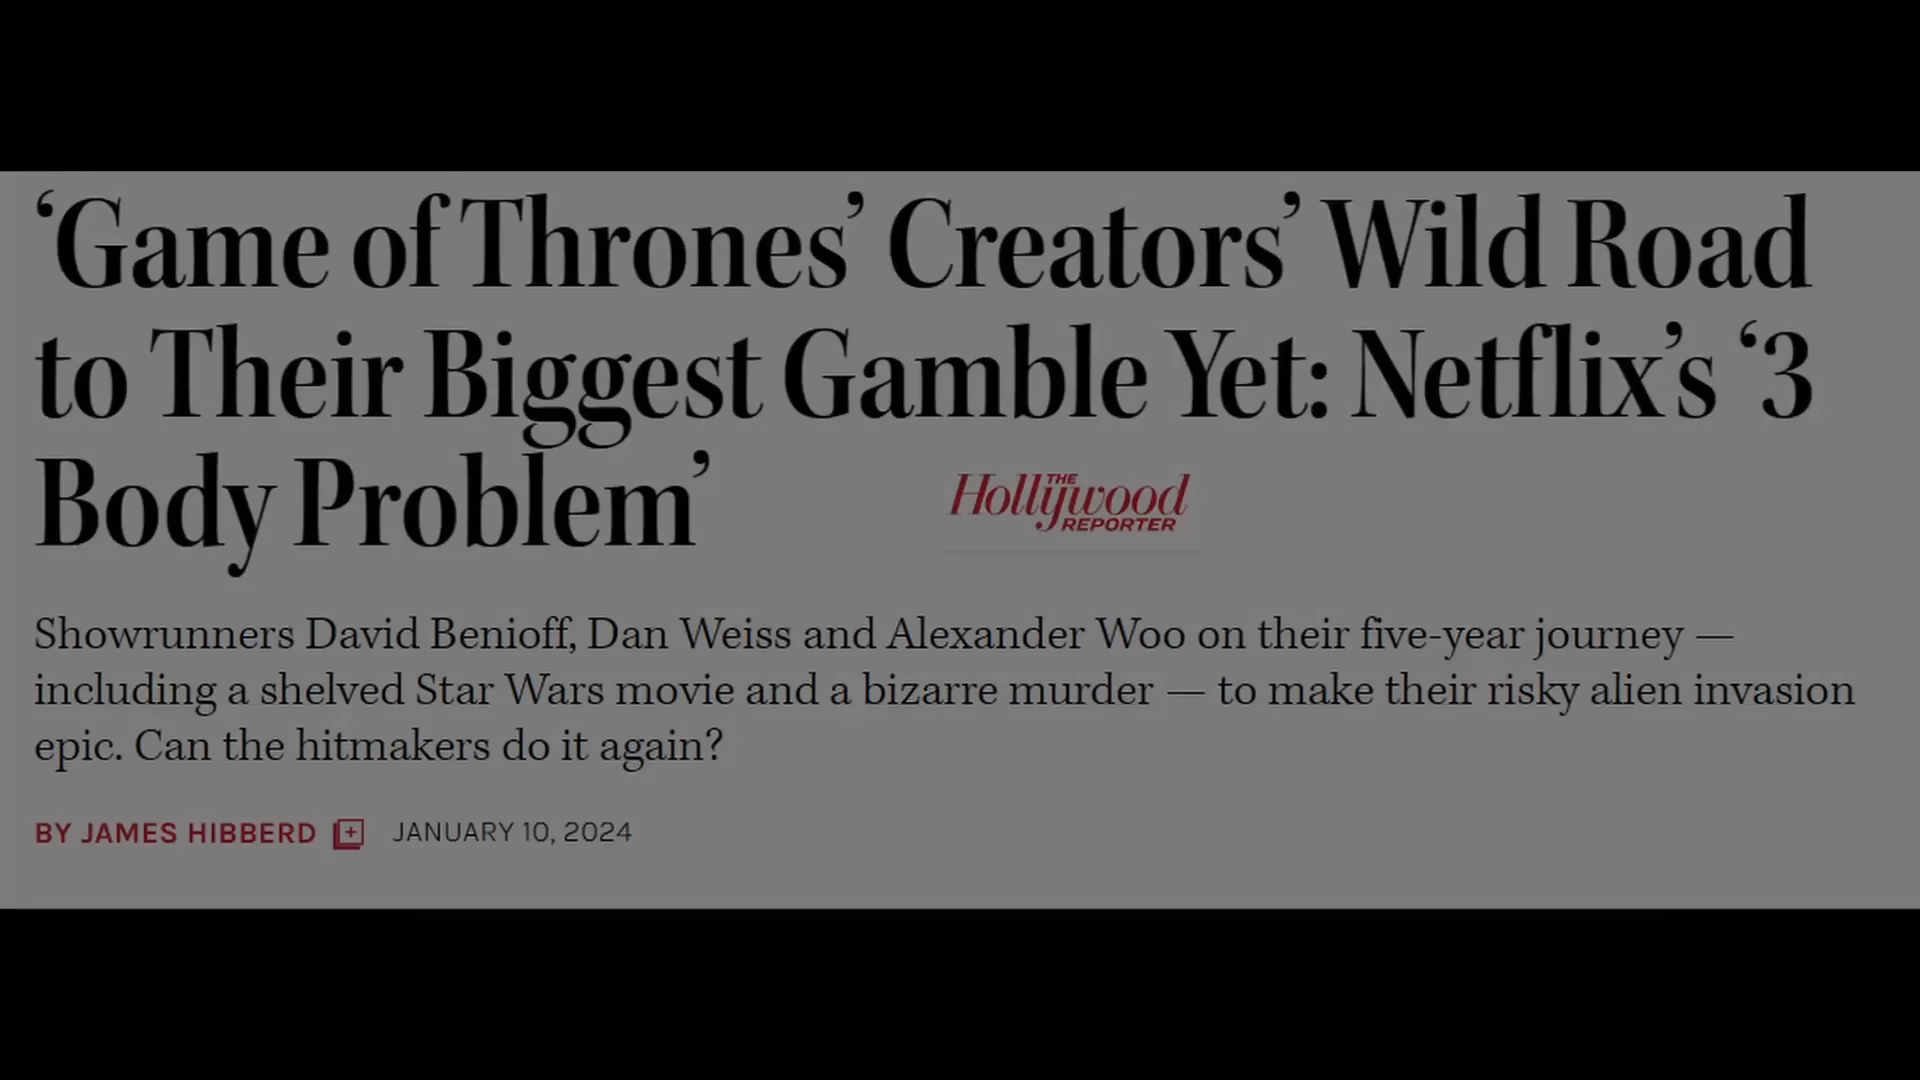 ‘Game of Thrones’ Creators’ Wild Road
to Their Biggest Gamble Yet: Netflix’s ‘3
Body Problem’
THE
Hollywood
REPORTER
Showrunners David Benioff, Dan Weiss and Alexander Woo on their five-year journey —
including a shelved Star Wars movie and a bizarre murder — to make their risky alien invasion
epic. Can the hitmakers do it again?
BY JAMES HIBBERD + JANUARY 10, 2024